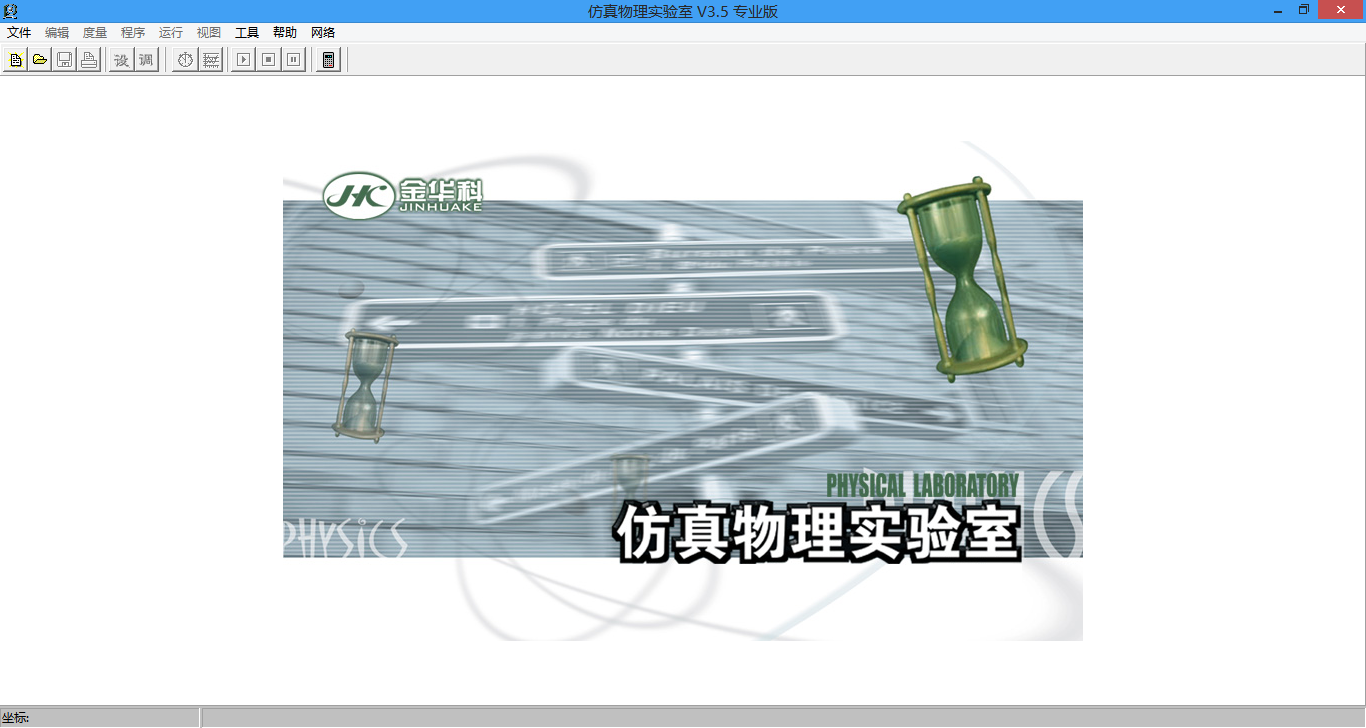 仿真物理实验室 V3.5 专业版
文件 编辑 度量 程序 运行 视图 工具 帮助 网络
设 调
JHK 金华科
JINHUAKE
PHYSICAL LABORATORY
仿真物理实验室
PHYSICS
坐标: